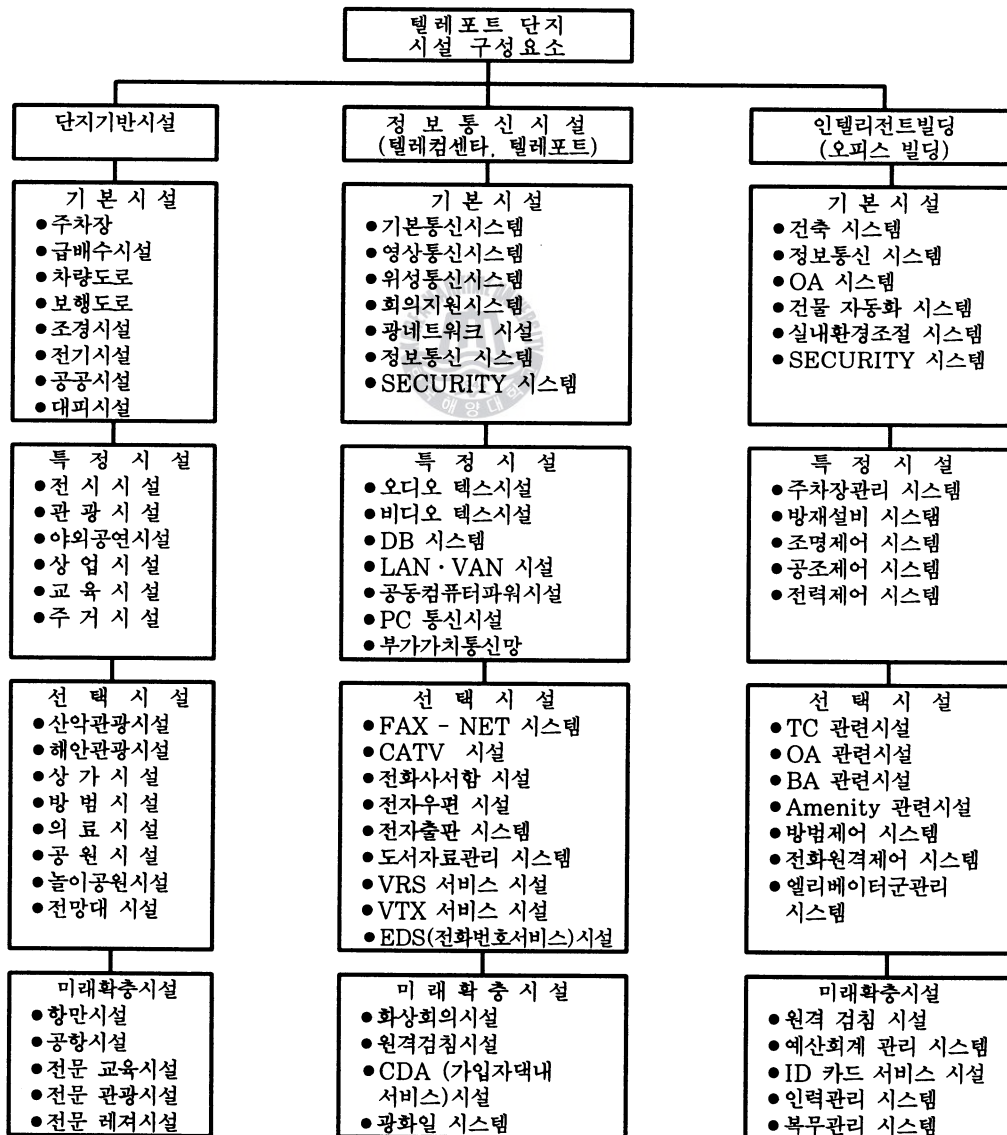 텔레포트 단지
시설 구성요소
단지기반시설
기 본 시 설
●주차장
●급배수시설
●차량도로
●보행도로
●조경시설
●전기시설
●공공시설
●대피시설
특 정 시 설
●전 시 시 설
●관 광 시 설
●야외공연시설
●상 업 시 설
●교 육 시 설
●주 거 시 설
선 택 시 설
●산악관광시설
●해안관광시설
●상 가 시 설
●방 범 시 설
●의 료 시 설
●공 원 시 설
●놀이공원시설
●전망대 시설
미래확충시설
●항만시설
●공항시설
●전문 교육시설
●전문 관광시설
●전문 레져시설
정 보 통 신 시 설
(텔레컴센타, 텔레포트)
기 본 시 설
●기본통신시스템
●영상통신시스템
●위성통신시스템
●회의지원시스템
●광네트워크 시설
●정보통신 시스템
●SECURITY 시스템
특 정 시 설
●오디오 텍스시설
●비디오 텍스시설
●DB 시스템
●LAN·VAN 시설
●공동컴퓨터파워시설
●PC 통신시설
●부가가치통신망
선 택 시 설
●FAX - NET 시스템
●CATV 시설
●전화사서함 시설
●전자우편 시설
●전자출판 시스템
●도서자료관리 시스템
●VRS 서비스 시설
●VTX 서비스 시설
●EDS(전화번호서비스)시설
미 래 확 충 시 설
●화상회의시설
●원격검침시설
●CDA (가입자댁내
서비스)시설
●광화일 시스템
인텔리전트빌딩
(오피스 빌딩)
기 본 시 설
●건축 시스템
●정보통신 시스템
●OA 시스템
●건물 자동화 시스템
●실내환경조절 시스템
●SECURITY 시스템
특 정 시 설
●주차장관리 시스템
●방재설비 시스템
●조명제어 시스템
●공조제어 시스템
●전력제어 시스템
선 택 시 설
●TC 관련시설
●OA 관련시설
●BA 관련시설
●Amenity 관련시설
●방범제어 시스템
●전화원격제어 시스템
●엘리베이터군관리
시스템
미래확충시설
●원격 검침 시설
●예산회계 관리 시스템
●ID 카드 서비스 시설
●인력관리 시스템
●복무관리 시스템